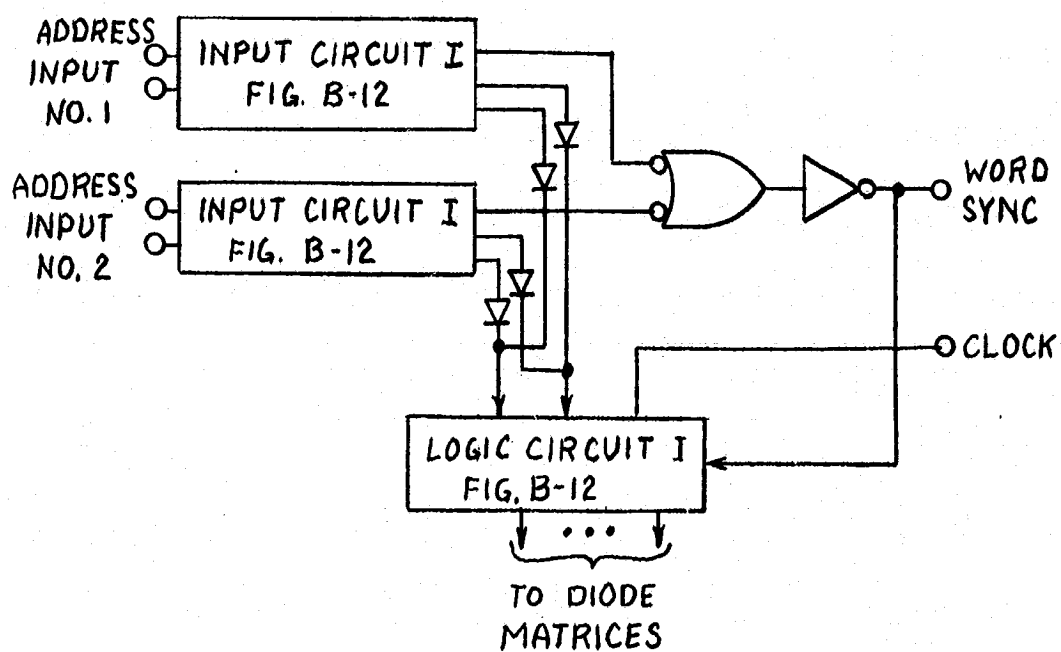 ADDRESS
INPUT
NO. 1
INPUT CIRCUIT I
FIG. B-12
ADDRESS
INPUT
NO. 2
INPUT CIRCUIT I
FIG. B-12
WORD
SYNC
CLOCK
LOGIC CIRCUIT I
FIG. B-12
TO DIODE
MATRICES